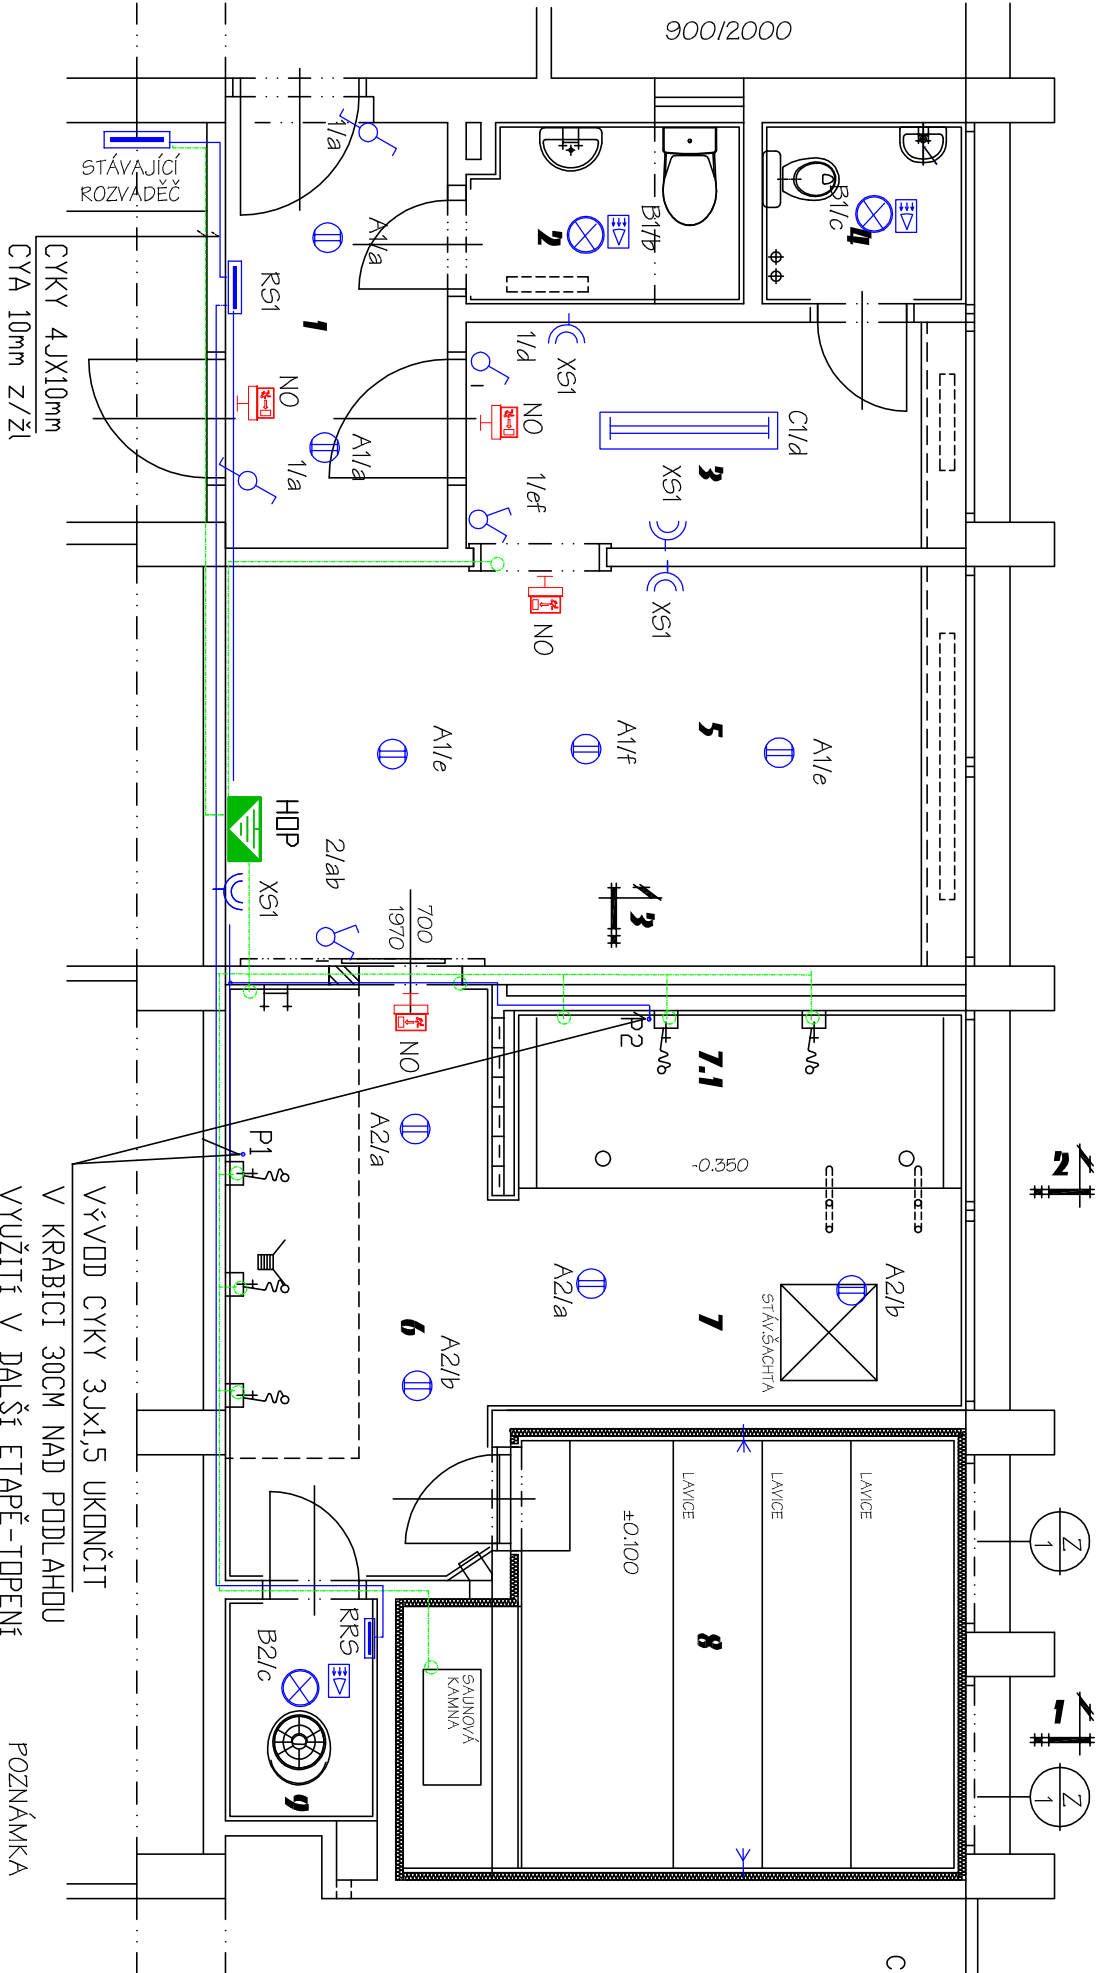 900/2000
STÁVAJÍCÍ
ROZVADĚČ
CYKY 4JX10mm
CYA 10mm z/žl
1/a
A1/a
RS1
1
NO
1/a
A1/a
2
B1/b
B1/c
4
1/d
XS1
NO
1/ef
C1/d
3
XS1
XS1
NO
5
A1/e
A1/f
A1/e
HOP
XS1
2/ab
700
1970
3
NO
P2
7.1
-0.350
P1
A2/a
A2/a
A2/b
STÁV.ŠACHTA
7
6
A2/b
2
VÝVOD CYKY 3Jx1,5 UKONČIT
V KRABICI 30CM NAD PODLAHOU
VYUŽITÍ V DALŠÍ ETAPĚ-TOPENÍ
LAVICE
LAVICE
LAVICE
±0.100
8
Z
1
1
Z
1
RRS
B2/c
9
SAUNOVÁ
KAMNA
POZNÁMKA
C